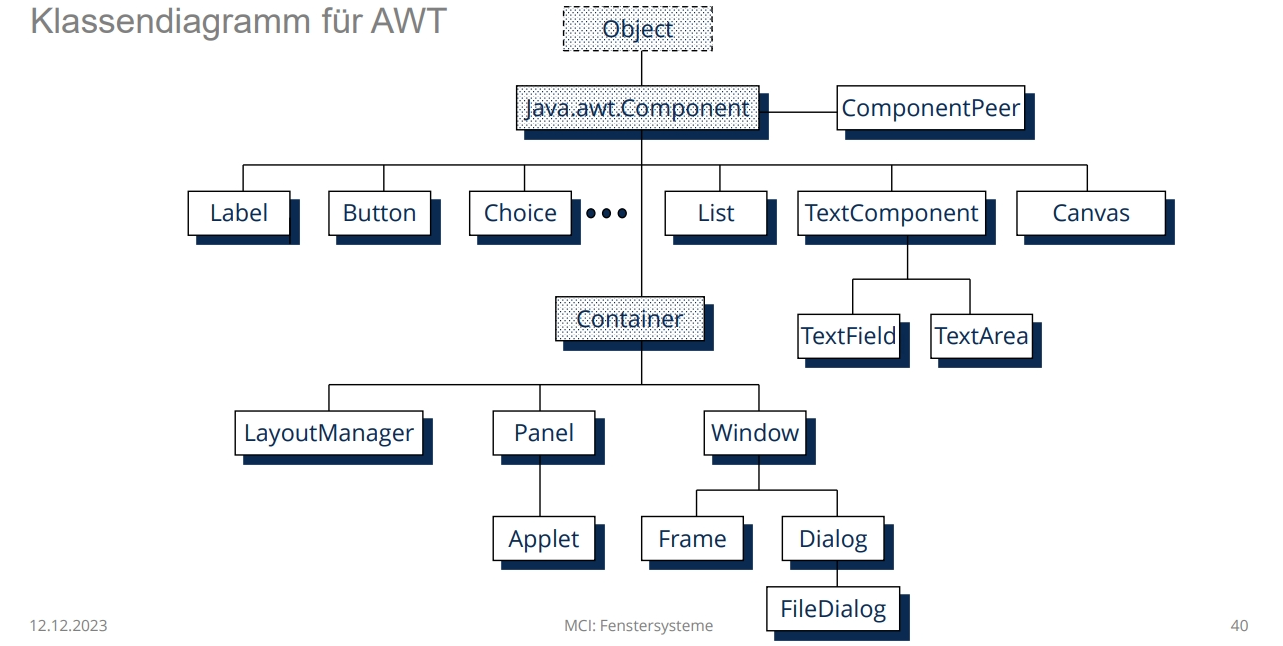 Klassendiagramm für AWT
Object
Java.awt.Component
ComponentPeer
Label
Button
Choice
•••
List
TextComponent
Canvas
Container
TextField
TextArea
LayoutManager
Panel
Window
Applet
Frame
Dialog
FileDialog
12.12.2023
MCI: Fenstersysteme
40